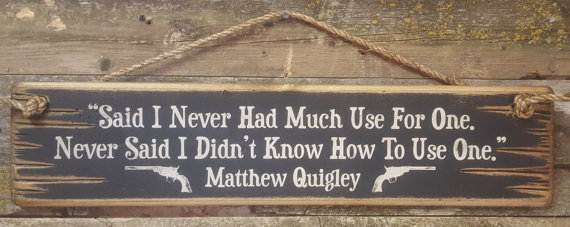 “Said I Never Had Much Use For One.
Never Said I Didn’t Know How To Use One.”
Matthew Quigley